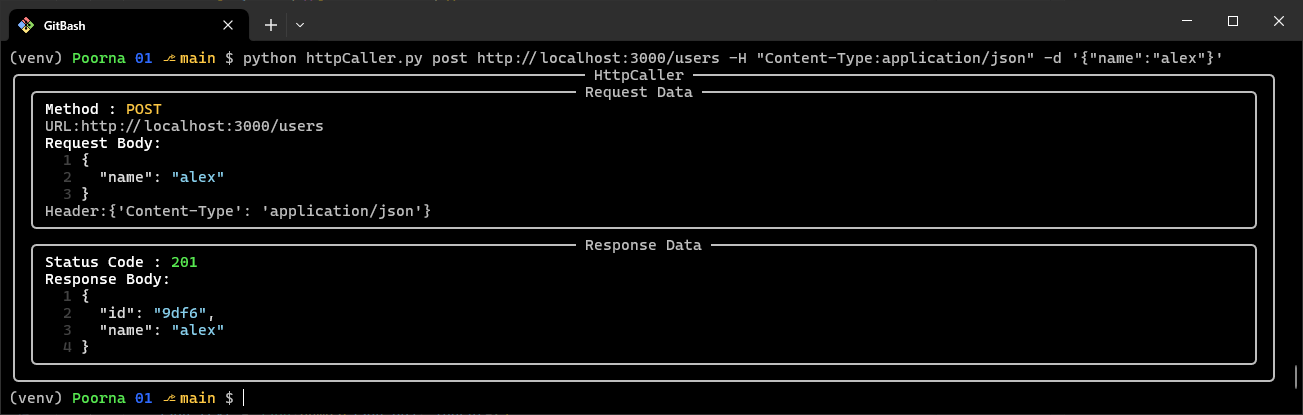 GitBash
(venv) Poorna 01 main $ python httpCaller.py post http://localhost:3000/users -H "Content-Type:application/json" -d '{"name":"alex"}'
HttpCaller
Request Data
Method : POST
URL:http://localhost:3000/users
Request Body:
1 {
2 "name": "alex"
3 }
Header:{'Content-Type': 'application/json'}
Response Data
Status Code : 201
Response Body:
1 {
2 "id": "9df6",
3 "name": "alex"
4 }
(venv) Poorna 01 main $